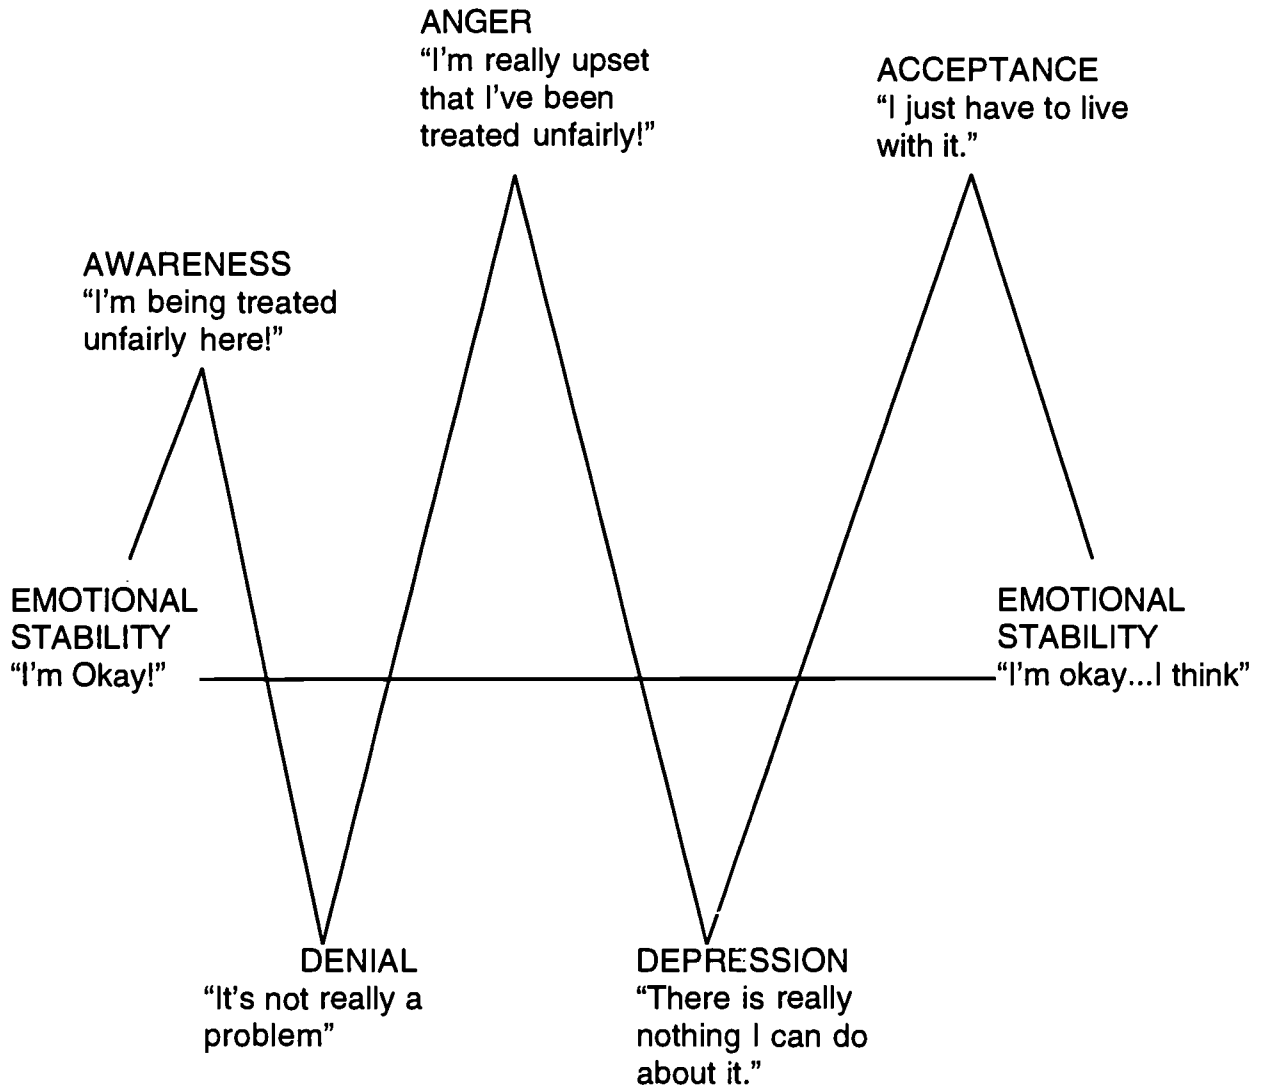 ANGER
“I'm really upset
that I've been
treated unfairly!”
ACCEPTANCE
“I just have to live
with it.”
AWARENESS
“I'm being treated
unfairly here!”
EMOTIONAL
STABILITY
“I'm Okay!”
EMOTIONAL
STABILITY
“I'm okay...I think”
DENIAL
“It's not really a
problem”
DEPRESSION
“There is really
nothing I can do
about it.”